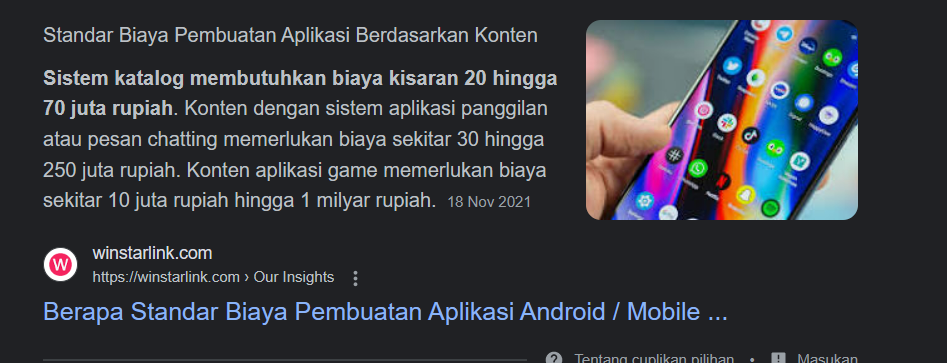 Standar Biaya Pembuatan Aplikasi Berdasarkan Konten
Sistem katalog membutuhkan biaya kisaran 20 hingga
70 juta rupiah. Konten dengan sistem aplikasi panggilan
atau pesan chatting memerlukan biaya sekitar 30 hingga
250 juta rupiah. Konten aplikasi game memerlukan biaya
sekitar 10 juta rupiah hingga 1 milyar rupiah. 18 Nov 2021
W
winstarlink.com
https://winstarlink.com › Our Insights
Berapa Standar Biaya Pembuatan Aplikasi Android / Mobile ...
Tentang cuplikan pilihan • Masukan